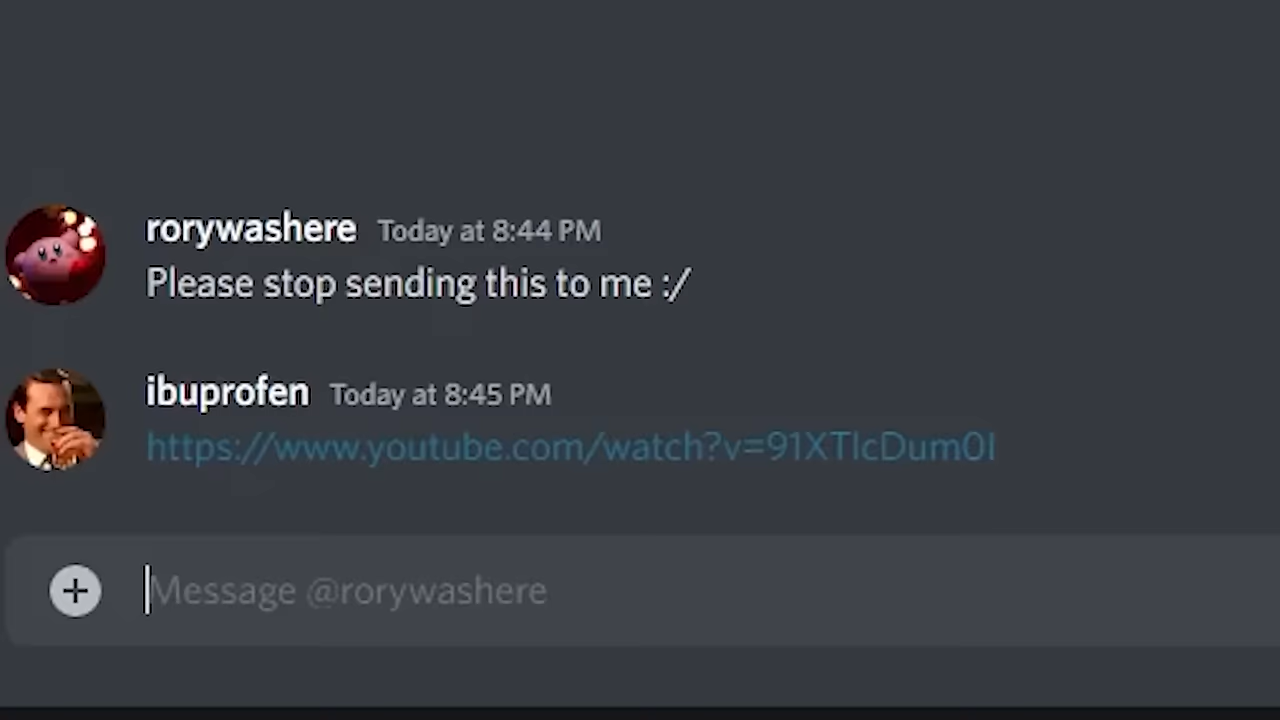 rorywashere Today at 8:44 PM
Please stop sending this to me :/
ibuprofen Today at 8:45 PM
https://www.youtube.com/watch?v=91XTlcDum0I
Message @rorywashere